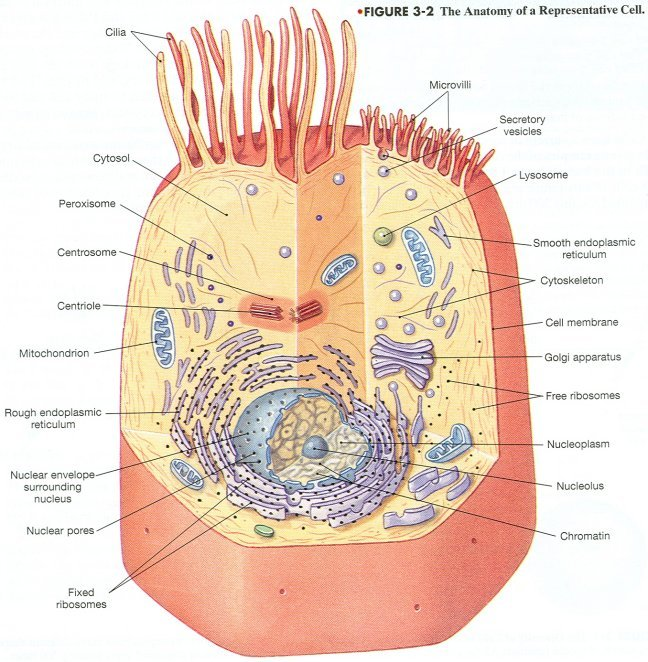 •FIGURE 3-2 The Anatomy of a Representative Cell.
Cilia
Microvilli
Secretory
vesicles
Cytosol
Lysosome
Peroxisome
Smooth endoplasmic
reticulum
Centrosome
Cytoskeleton
Centriole
Cell membrane
Mitochondrion
Golgi apparatus
Free ribosomes
Rough endoplasmic
reticulum
Nucleoplasm
Nuclear envelope
surrounding
nucleus
Nucleolus
Nuclear pores
Chromatin
Fixed
ribosomes